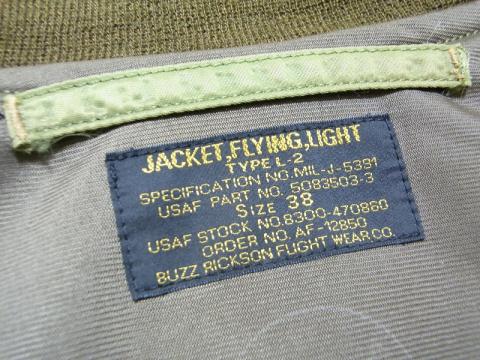 JACKET,FLYING,LIGHT
TYPE L-2
SPECIFICATION NO.MIL-J-5391
USAF PART NO. 5083503-3
SIZE 38
USAF STOCK NO.8300-470860
ORDER NO. AF-12850
BUZZ RICKSON FLIGHT WEAR.CO.